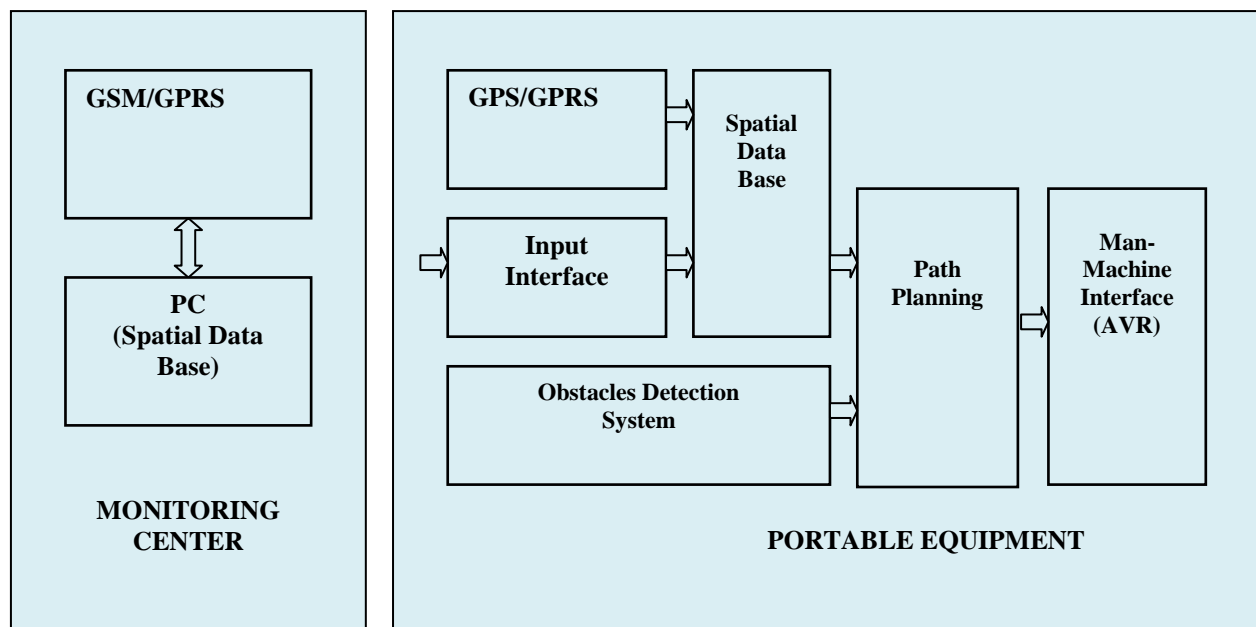 GSM/GPRS
PC
(Spatial Data
Base)
MONITORING
CENTER
GPS/GPRS
Input
Interface
Spatial
Data
Base
Obstacles Detection
System
Path
Planning
Man-
Machine
Interface
(AVR)
PORTABLE EQUIPMENT